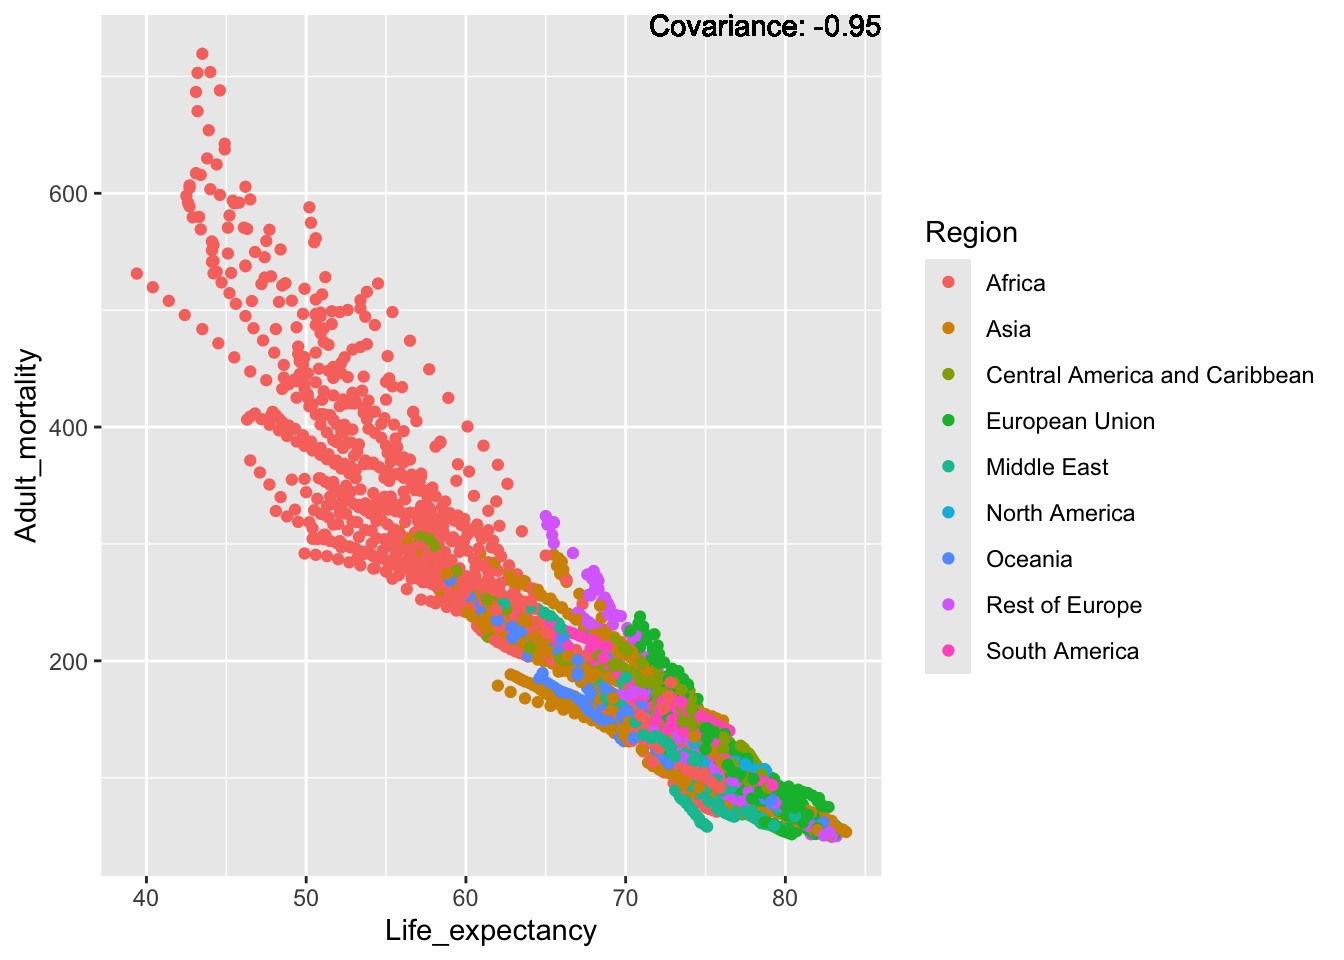 Covariance: -0.95
600
400
200
Adult_mortality
40 50 60 70 80
Life_expectancy
Region
Africa
Asia
Central America and Caribbean
European Union
Middle East
North America
Oceania
Rest of Europe
South America